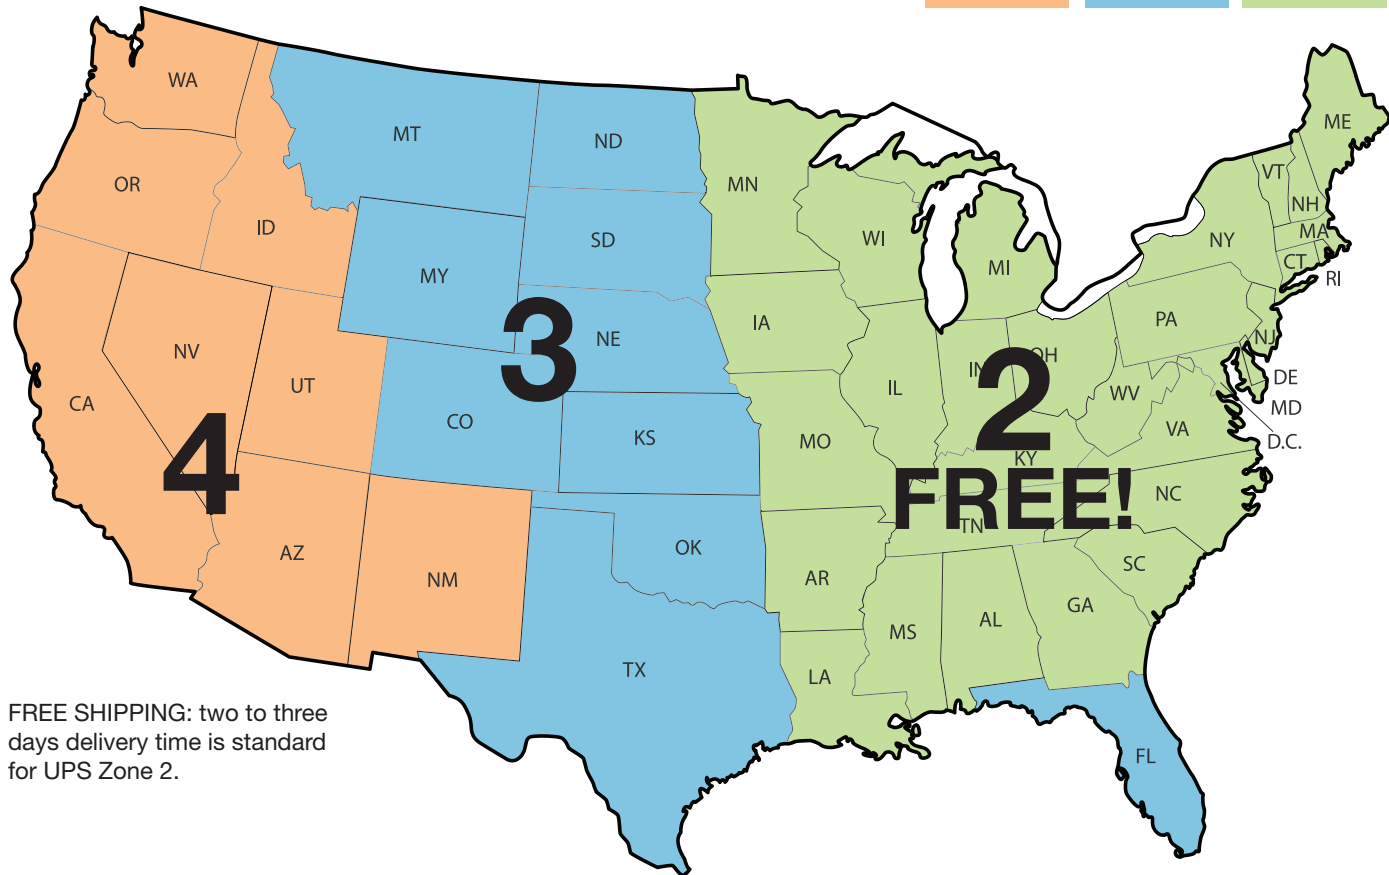 WA
MT
ND
MN
ME
VT
NH
OR
ID
SD
WI
MI
NY
MA
CT
RI
MY
IA
PA
NJ
NV
3
NE
IN
OH
2
UT
CA
CO
KS
IL
WV
DE
MD
VA
D.C.
4
MO
KY
NC
FREE!
TN
AZ
NM
OK
AR
SC
MS
AL
GA
TX
LA
FL
FREE SHIPPING: two to three
days delivery time is standard
for UPS Zone 2.